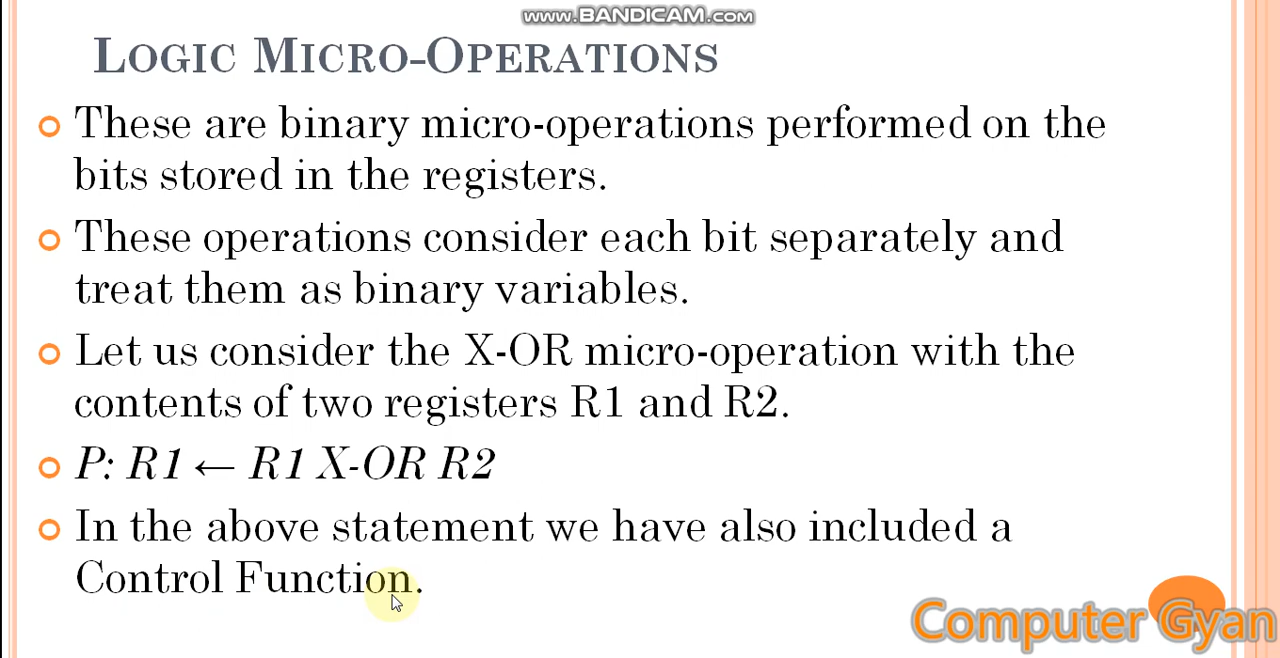 www.BANDICAM.com
LOGIC MICRO-OPERATIONS
These are binary micro-operations performed on the
bits stored in the registers.
These operations consider each bit separately and
treat them as binary variables.
Let us consider the X-OR micro-operation with the
contents of two registers R1 and R2.
P: R1 ← R1 X-OR R2
In the above statement we have also included a
Control Function.
Computer Gyan